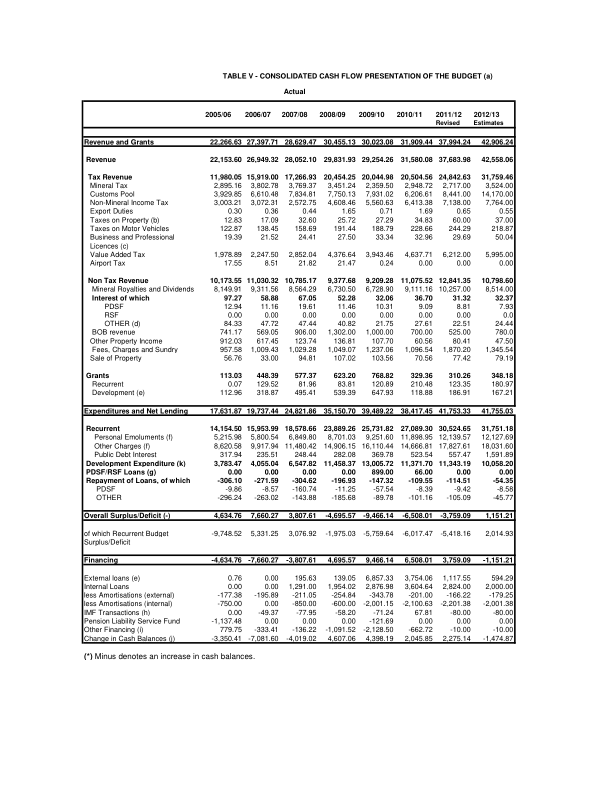 TABLE V - CONSOLIDATED CASH FLOW PRESENTATION OF THE BUDGET (a)
Actual
2005/06 2006/07 2007/08 2008/09 2009/10 2010/11 2011/12 2012/13
Revised Estimates
Revenue and Grants 22,266.63 27,397.71 28,629.47 30,455.13 30,023.08 31,909.44 37,994.24 42,906.24
Revenue 22,153.60 26,949.32 28,052.10 29,831.93 29,254.26 31,580.08 37,683.98 42,558.06
Tax Revenue 11,980.05 15,919.00 17,266.93 20,454.25 20,044.98 20,504.56 24,842.63 31,759.46
Mineral Tax 2,895.16 3,802.78 3,769.37 3,451.24 2,359.50 2,948.72 2,717.00 3,524.00
Customs Pool 3,929.85 6,610.48 7,834.81 7,750.51 7,931.02 6,206.61 8,441.09 14,170.00
Non-Mineral Income Tax 3,003.21 3,072.31 2,572.75 4,608.46 5,560.63 6,413.38 7,138.00 7,764.00
Export Duties 0.30 0.36 0.44 1.65 0.71 1.69 0.65 0.55
Taxes on Property (b) 12.83 17.09 32.60 25.72 27.29 34.83 60.00 37.00
Taxes on Motor Vehicles 122.87 138.45 158.69 191.44 188.79 228.66 244.29 218.87
Business and Professional 19.39 21.52 24.41 27.50 33.34 32.96 29.69 50.04
Licences (c)
Value Added Tax 1,978.89 2,247.50 2,852.02 4,376.64 3,943.46 4,637.71 6,212.00 5,995.00
Airport Tax 17.55 8.51 21.82 21.47 0.24 0.00 0.00 0.00
Non Tax Revenue 10,173.55 11,030.32 10,785.17 9,377.68 9,209.28 11,075.52 12,841.35 10,798.60
Mineral Royalties and Dividends 8,149.91 9,311.56 8,564.29 6,730.50 6,728.90 9,111.16 10,257.00 8,514.00
Interest of which 97.27 58.88 67.05 52.28 32.06 36.70 31.32 32.37
PDSF 12.94 11.16 19.61 11.46 10.31 9.09 8.81 7.93
RSF 0.00 0.00 0.00 0.00 0.00 0.00 0.00 0.0
OTHER (d) 84.33 47.72 47.44 40.82 21.75 27.61 22.51 24.44
BOB revenue 741.17 569.05 906.00 1,302.00 1,000.00 700.00 525.00 780.0
Other Property Income 912.03 617.45 123.74 136.81 107.70 60.56 80.41 47.50
Fees, Charges and Sundry 957.58 1,009.43 1,029.28 1,049.07 1,237.06 1,096.54 1,870.20 1,345.54
Sale of Property 56.76 33.00 94.81 107.02 103.56 70.56 77.42 79.19
Grants 113.03 448.39 577.37 623.20 768.82 329.36 310.26 348.18
Recurrent 0.07 129.52 81.96 83.81 120.89 210.48 123.35 180.97
Development (e) 112.96 318.87 495.41 539.39 647.93 118.88 186.91 167.21
Expenditures and Net Lending 17,631.87 19,737.44 24,821.86 35,150.70 39,489.22 38,417.45 41,753.33 41,755.03
Recurrent 14,154.50 15,953.99 18,578.66 23,889.26 25,731.82 27,089.30 30,524.65 31,751.18
Personal Emoluments (f) 5,215.98 5,800.54 6,849.80 8,701.03 9,251.60 11,898.95 12,139.57 12,127.69
Other Charges (f) 8,620.58 9,917.94 11,480.42 14,906.15 16,110.44 14,666.81 17,827.61 18,031.60
Public Debt Interest 317.94 235.51 248.44 282.08 369.78 523.54 557.47 1,591.89
Development Expenditure (k) 3,783.47 4,055.04 6,547.82 11,458.37 13,005.72 11,371.70 11,343.19 10,058.20
PDSF/RSF Loans (g) 0.00 0.00 0.00 0.00 899.00 66.00 0.00 0.00
Repayment of Loans, of which -306.10 -271.59 -304.62 -196.93 -147.32 -109.55 -114.51 -54.35
PDSF -9.86 -8.57 -160.74 -11.25 -57.54 -8.39 -9.42 -8.58
OTHER -296.24 -263.02 -143.88 -185.68 -89.78 -101.16 -105.09 -45.77
Overall Surplus/Deficit (-) 4,634.76 7,660.27 3,807.61 -4,695.57 -9,466.14 -6,508.01 -3,759.09 1,151.21
of which Recurrent Budget -9,748.52 5,331.25 3,076.92 -1,975.03 -5,759.64 -6,017.47 -5,418.16 2,014.93
Surplus/Deficit
Financing -4,634.76 -7,660.27 -3,807.61 4,695.57 9,466.14 6,508.01 3,759.09 -1,151.21
External loans (e) 0.76 0.00 195.63 139.05 6,857.33 3,754.06 1,117.55 594.29
Internal Loans 0.00 0.00 1,291.00 1,954.02 2,876.98 3,604.64 2,824.00 2,000.00
less Amortisations (external) -177.38 -195.89 -211.05 -254.84 -343.78 -201.00 -166.22 -179.25
less Amortisations (internal) -750.00 0.00 -850.00 -600.00 -2,001.15 -2,100.63 -2,201.38 -2,001.38
IMF Transactions (h) 0.00 -49.37 -77.95 -58.20 -71.24 67.81 -80.00 -80.00
Pension Liability Service Fund -1,137.48 0.00 0.00 0.00 -121.69 0.00 0.00
Other Financing (i) 779.75 -333.41 -136.22 -1,091.52 -2,128.50 -662.72 -10.00 -10.00
Change in Cash Balances (j) -3,350.41 -7,081.60 -4,019.02 4,607.06 4,398.19 2,045.85 2,275.14 -1,474.87
(*) Minus denotes an increase in cash balances.